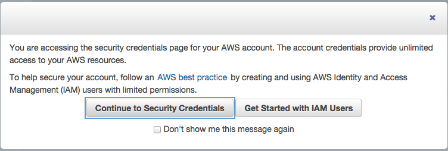 You are accessing the security credentials page for your AWS account. The account credentials provide unlimited
access to your AWS resources.
To help secure your account, follow an AWS best practice by creating and using AWS Identity and Access
Management (IAM) users with limited permissions.
Continue to Security Credentials Get Started with IAM Users
Don't show me this message again